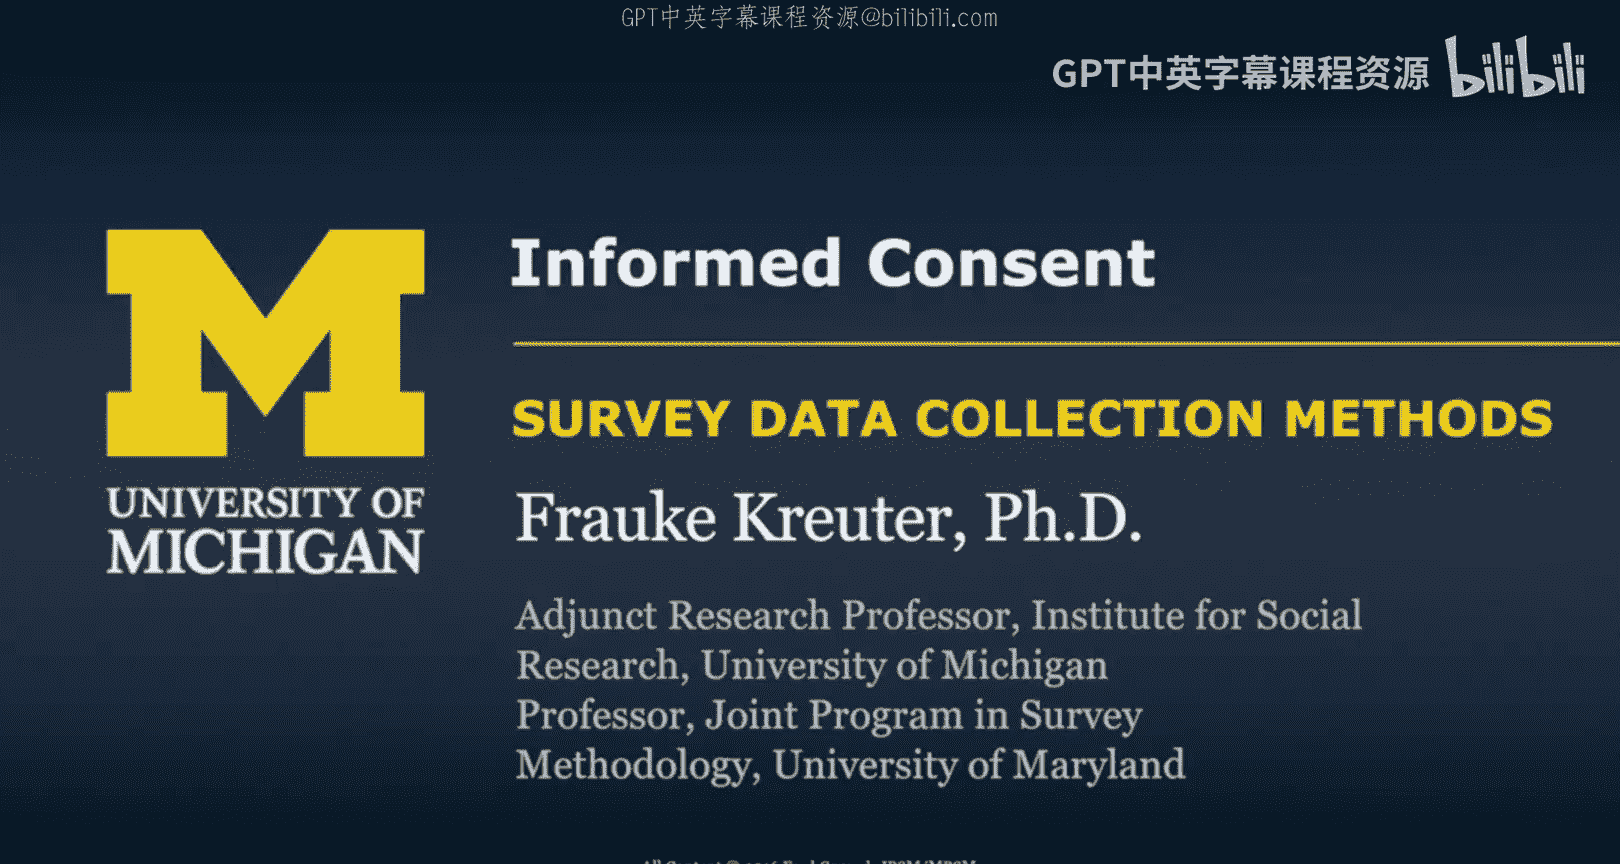 GPT中英字幕课程资源@bilibili.com
GPT中英字幕课程资源 bilibili
Informed Consent
SURVEY DATA COLLECTION METHODS
UNIVERSITY OF
MICHIGAN
Frauke Kreuter, Ph.D.
Adjunct Research Professor, Institute for Social
Research, University of Michigan
Professor, Joint Program in Survey
Methodology, University of Maryland